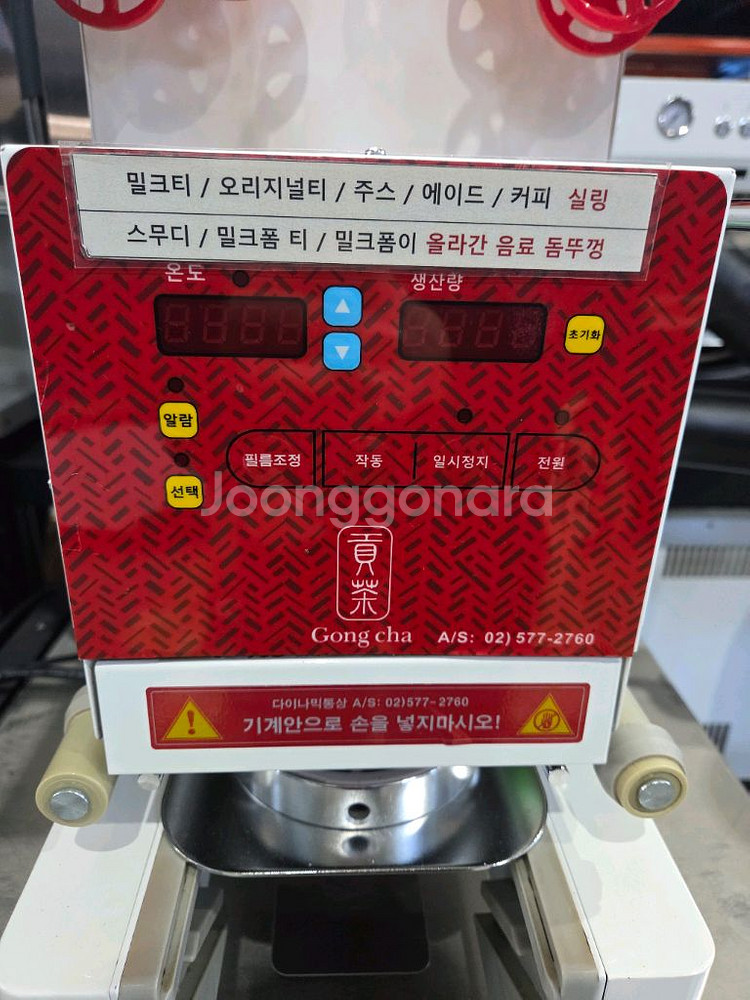 밀크티 / 오리지널티 / 주스 / 에이드 / 커피 실링
스무디 / 밀크폼 티 / 밀크폼이 올라간 음료 돔뚜껑
온도
생산량
초기화
알람
필름조정
작동
일시정지
전원
선택
Joonggonara
貢茶
Gong cha A/S: 02) 577-2760
다이나믹통상 A/S: 02)577-2760
기계안으로 손을 넣지마시오!